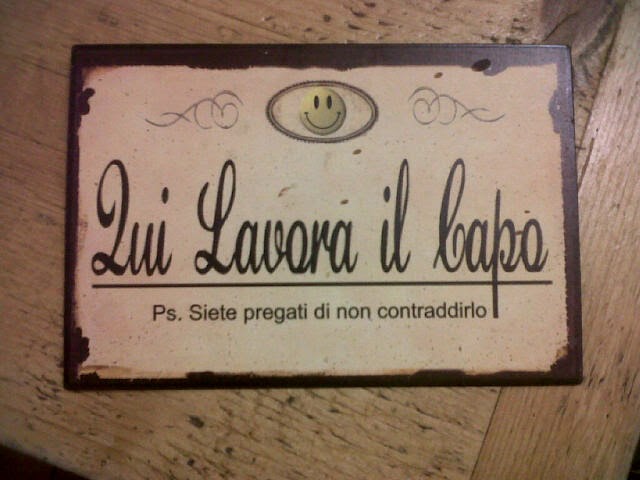 Qui Lavora il Capo
Ps. Siete pregati di non contraddirlo